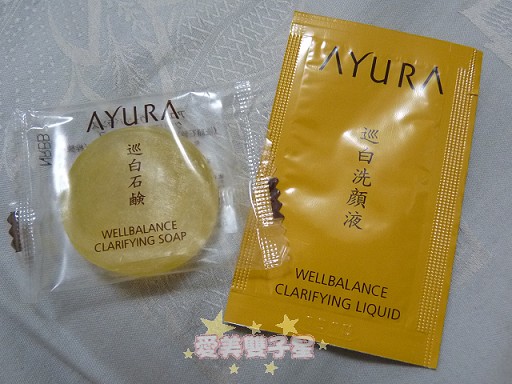 AYURA
巡白石鹸
WELLBALANCE
CLARIFYING SOAP
AYURA
巡白洗顔液
WELLBALANCE
CLARIFYING LIQUID
愛美雙子星